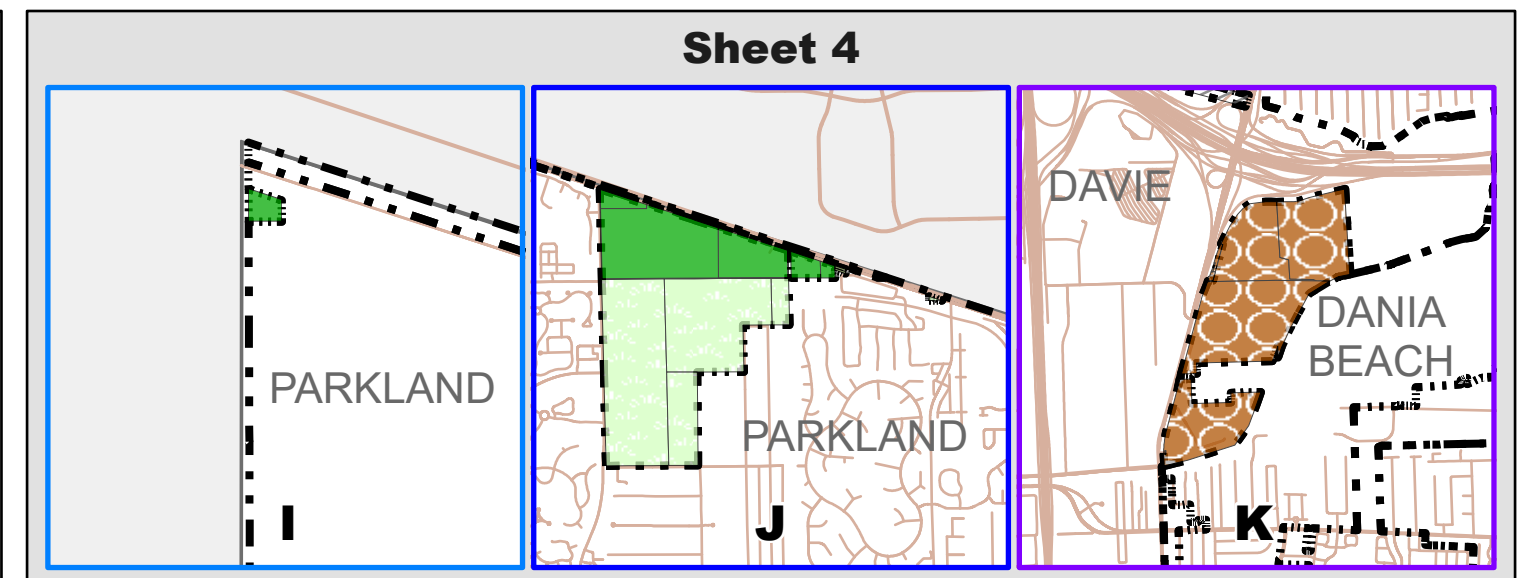 Sheet 4
PARKLAND
I
PARKLAND
J
DAVIE
DANIA
BEACH
K